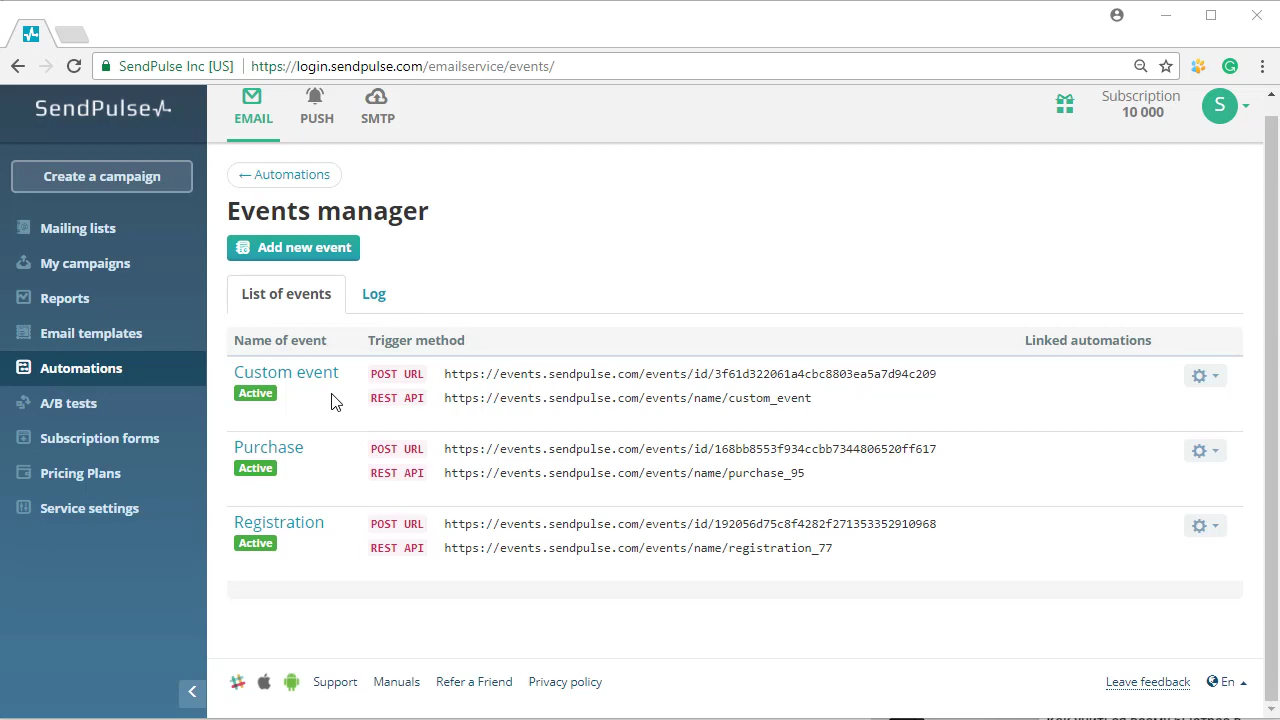 SendPulse Inc [US]
https://login.sendpulse.com/emailservice/events/
SendPulse
EMAIL
PUSH
SMTP
Subscription
10 000
S
Create a campaign
Mailing lists
My campaigns
Reports
Email templates
Automations
A/B tests
Subscription forms
Pricing Plans
Service settings
← Automations
Events manager
Add new event
List of events
Log
Name of event Trigger method Linked automations
Custom event
Active
POST URL https://events.sendpulse.com/events/id/3f61d322061a4cbc8803ea5a7d94c209
REST API https://events.sendpulse.com/events/name/custom_event
Purchase
Active
POST URL https://events.sendpulse.com/events/id/168bb8553f934ccbb7344806520ff617
REST API https://events.sendpulse.com/events/name/purchase_95
Registration
Active
POST URL https://events.sendpulse.com/events/id/192056d75c8f4282f271353352910968
REST API https://events.sendpulse.com/events/name/registration_77
Support Manuals Refer a Friend Privacy policy
Leave feedback
En